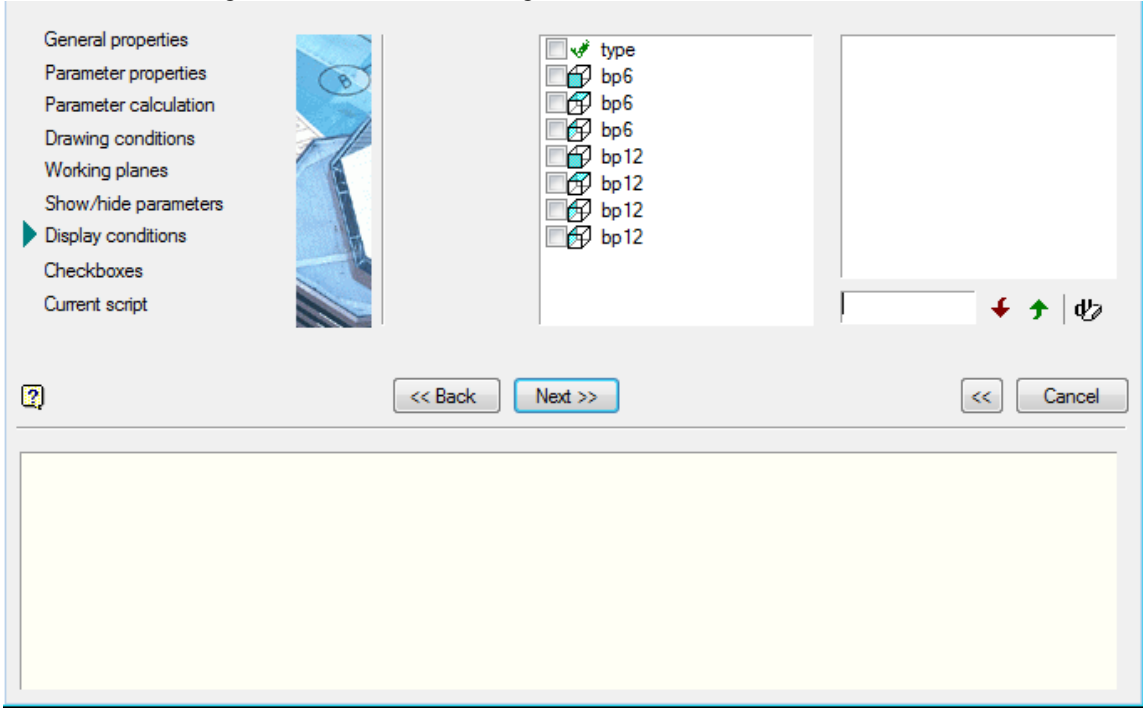 General properties
Parameter properties
Parameter calculation
Drawing conditions
Working planes
Show/hide parameters
Display conditions
Checkboxes
Current script
B
type
bp6
bp6
bp6
bp12
bp12
bp12
bp12
?
<< Back
Next >>
<<
Cancel